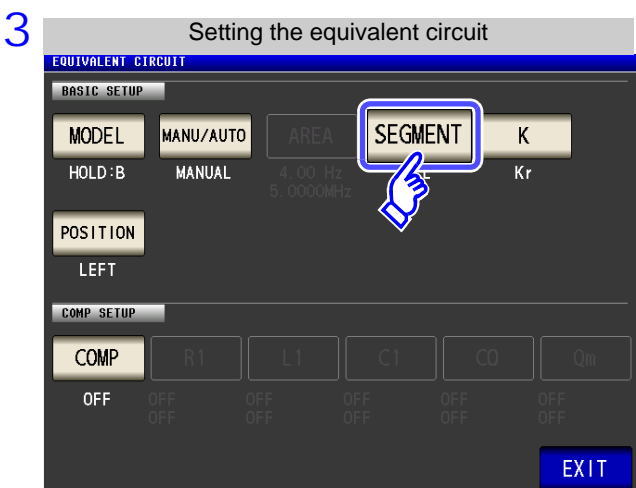 3
Setting the equivalent circuit
EQUIVALENT CIRCUIT
BASIC SETUP
MODEL MANU/AUTO AREA SEGMENT K
HOLD:B MANUAL 4.00 Hz Kr
5.0000MHz
POSITION
LEFT
COMP SETUP
COMP R1 L1 C1 C0 Qm
OFF OFF OFF OFF OFF OFF
OFF OFF OFF OFF OFF
EXIT